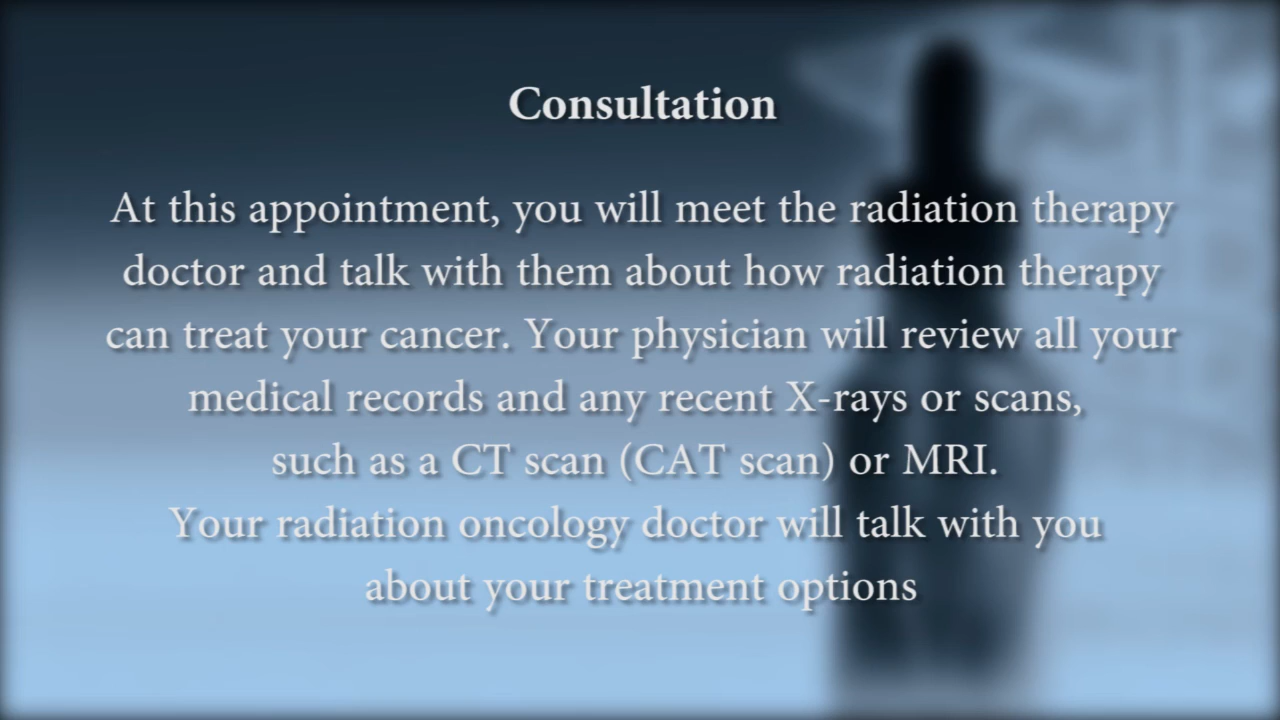 Consultation
At this appointment, you will meet the radiation therapy
doctor and talk with them about how radiation therapy
can treat your cancer. Your physician will review all your
medical records and any recent X-rays or scans,
such as a CT scan (CAT scan) or MRI.
Your radiation oncology doctor will talk with you
about your treatment options